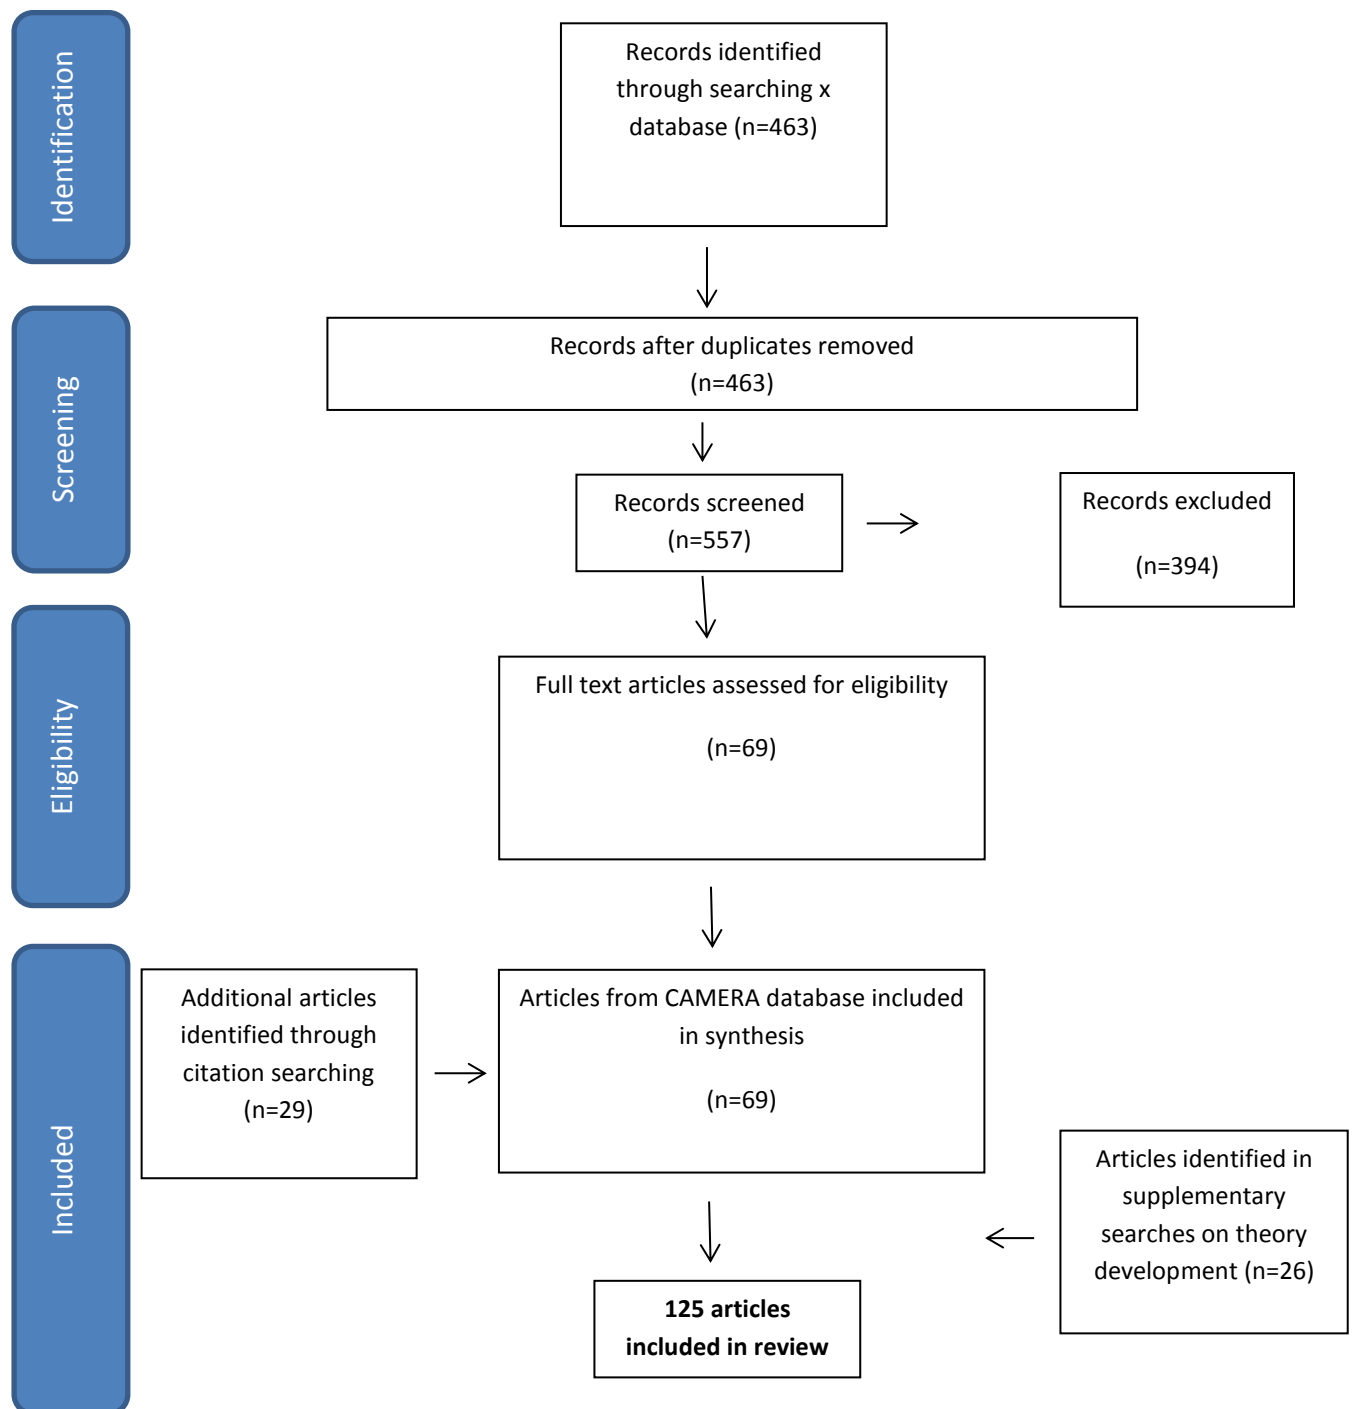 Identification
Records identified
through searching x
database (n=463)
Screening
Records after duplicates removed
(n=463)
Records screened
(n=557)
Records excluded
(n=394)
Eligibility
Full text articles assessed for eligibility
(n=69)
Included
Additional articles
identified through
citation searching
(n=29)
Articles from CAMERA database included
in synthesis
(n=69)
Articles identified in
supplementary
searches on theory
development (n=26)
125 articles
included in review